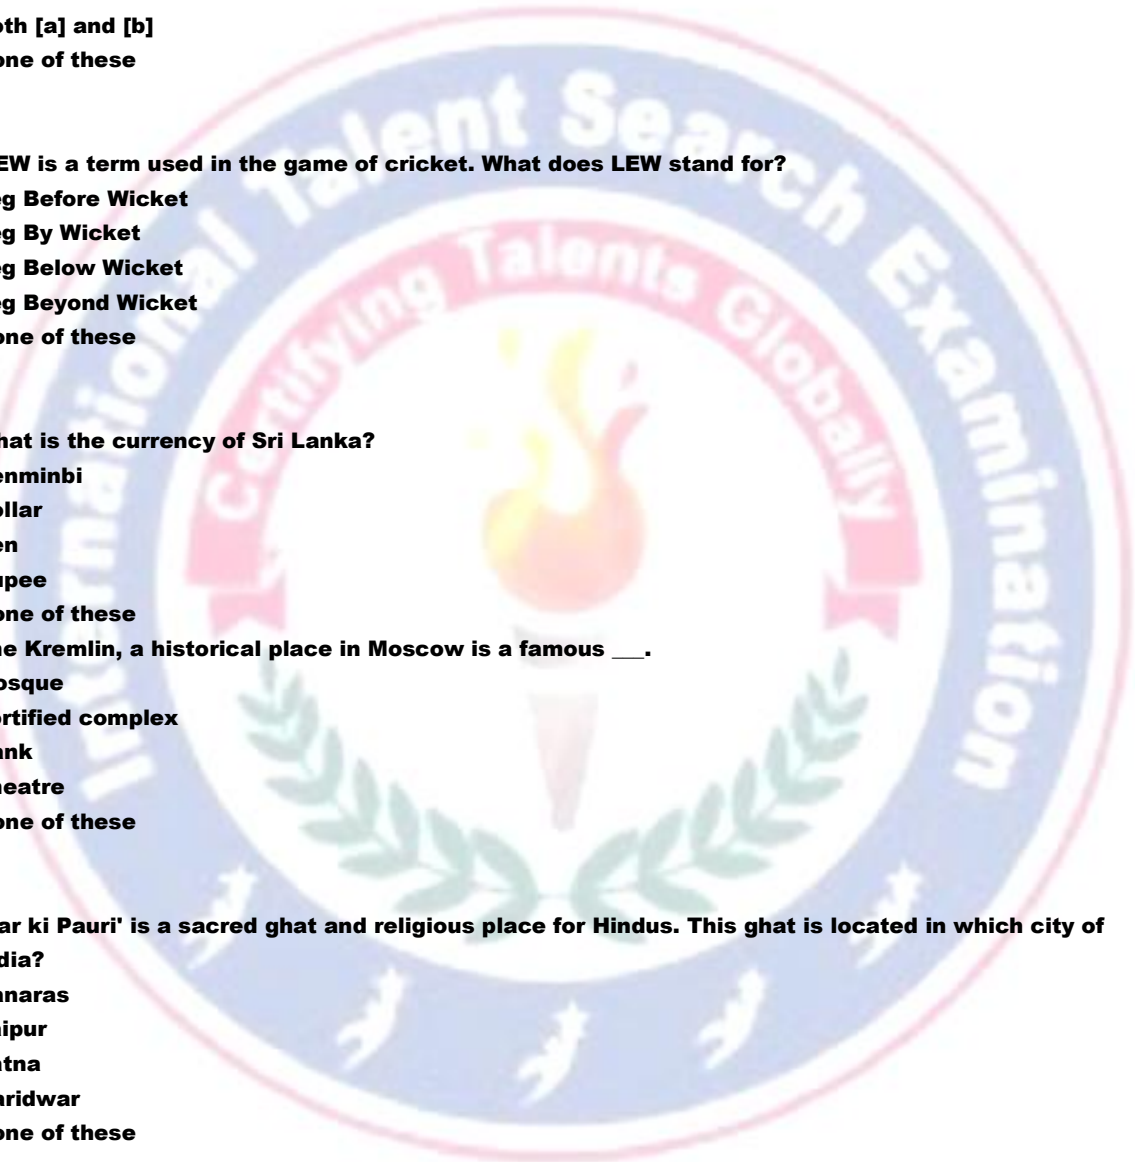 oth [a] and [b]
one of these
EW is a term used in the game of cricket. What does LEW stand for?
eg Before Wicket
eg By Wicket
eg Below Wicket
eg Beyond Wicket
one of these
hat is the currency of Sri Lanka?
enminbi
ollar
en
upee
one of these
he Kremlin, a historical place in Moscow is a famous ___.
osque
ortified complex
ank
heatre
one of these
ar ki Pauri' is a sacred ghat and religious place for Hindus. This ghat is located in which city of
dia?
anaras
aipur
atna
aridwar
one of these
International Talent Search Examination
Certifying Talents Globally